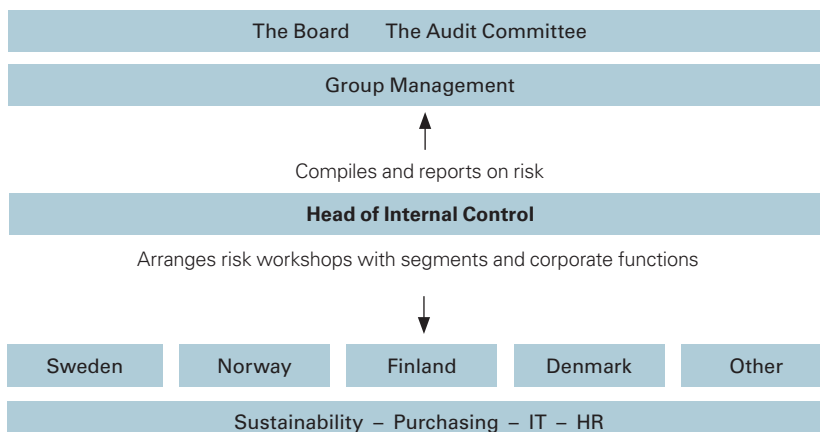 The Board The Audit Committee
Group Management
Compiles and reports on risk
Head of Internal Control
Arranges risk workshops with segments and corporate functions
Sweden Norway Finland Denmark Other
Sustainability – Purchasing – IT – HR